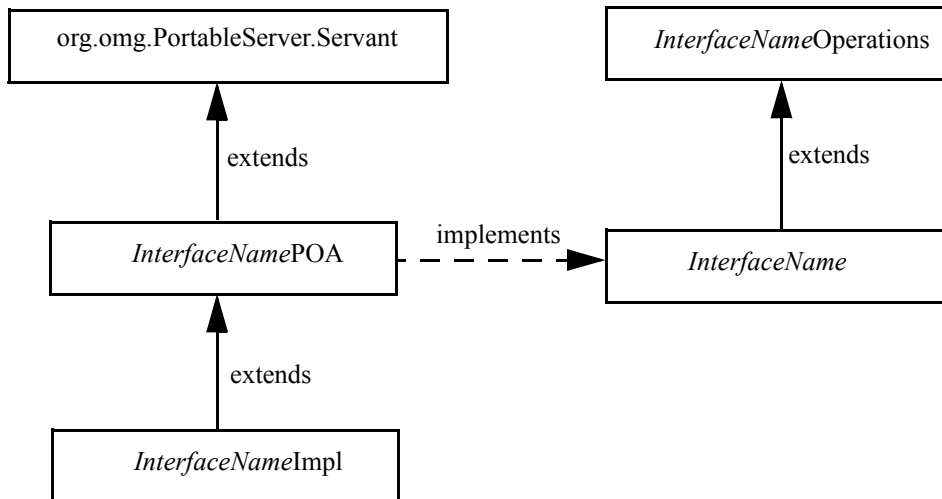 org.omg.PortableServer.Servant
InterfaceNameOperations
extends
extends
InterfaceNamePOA
implements
InterfaceName
extends
InterfaceNameImpl